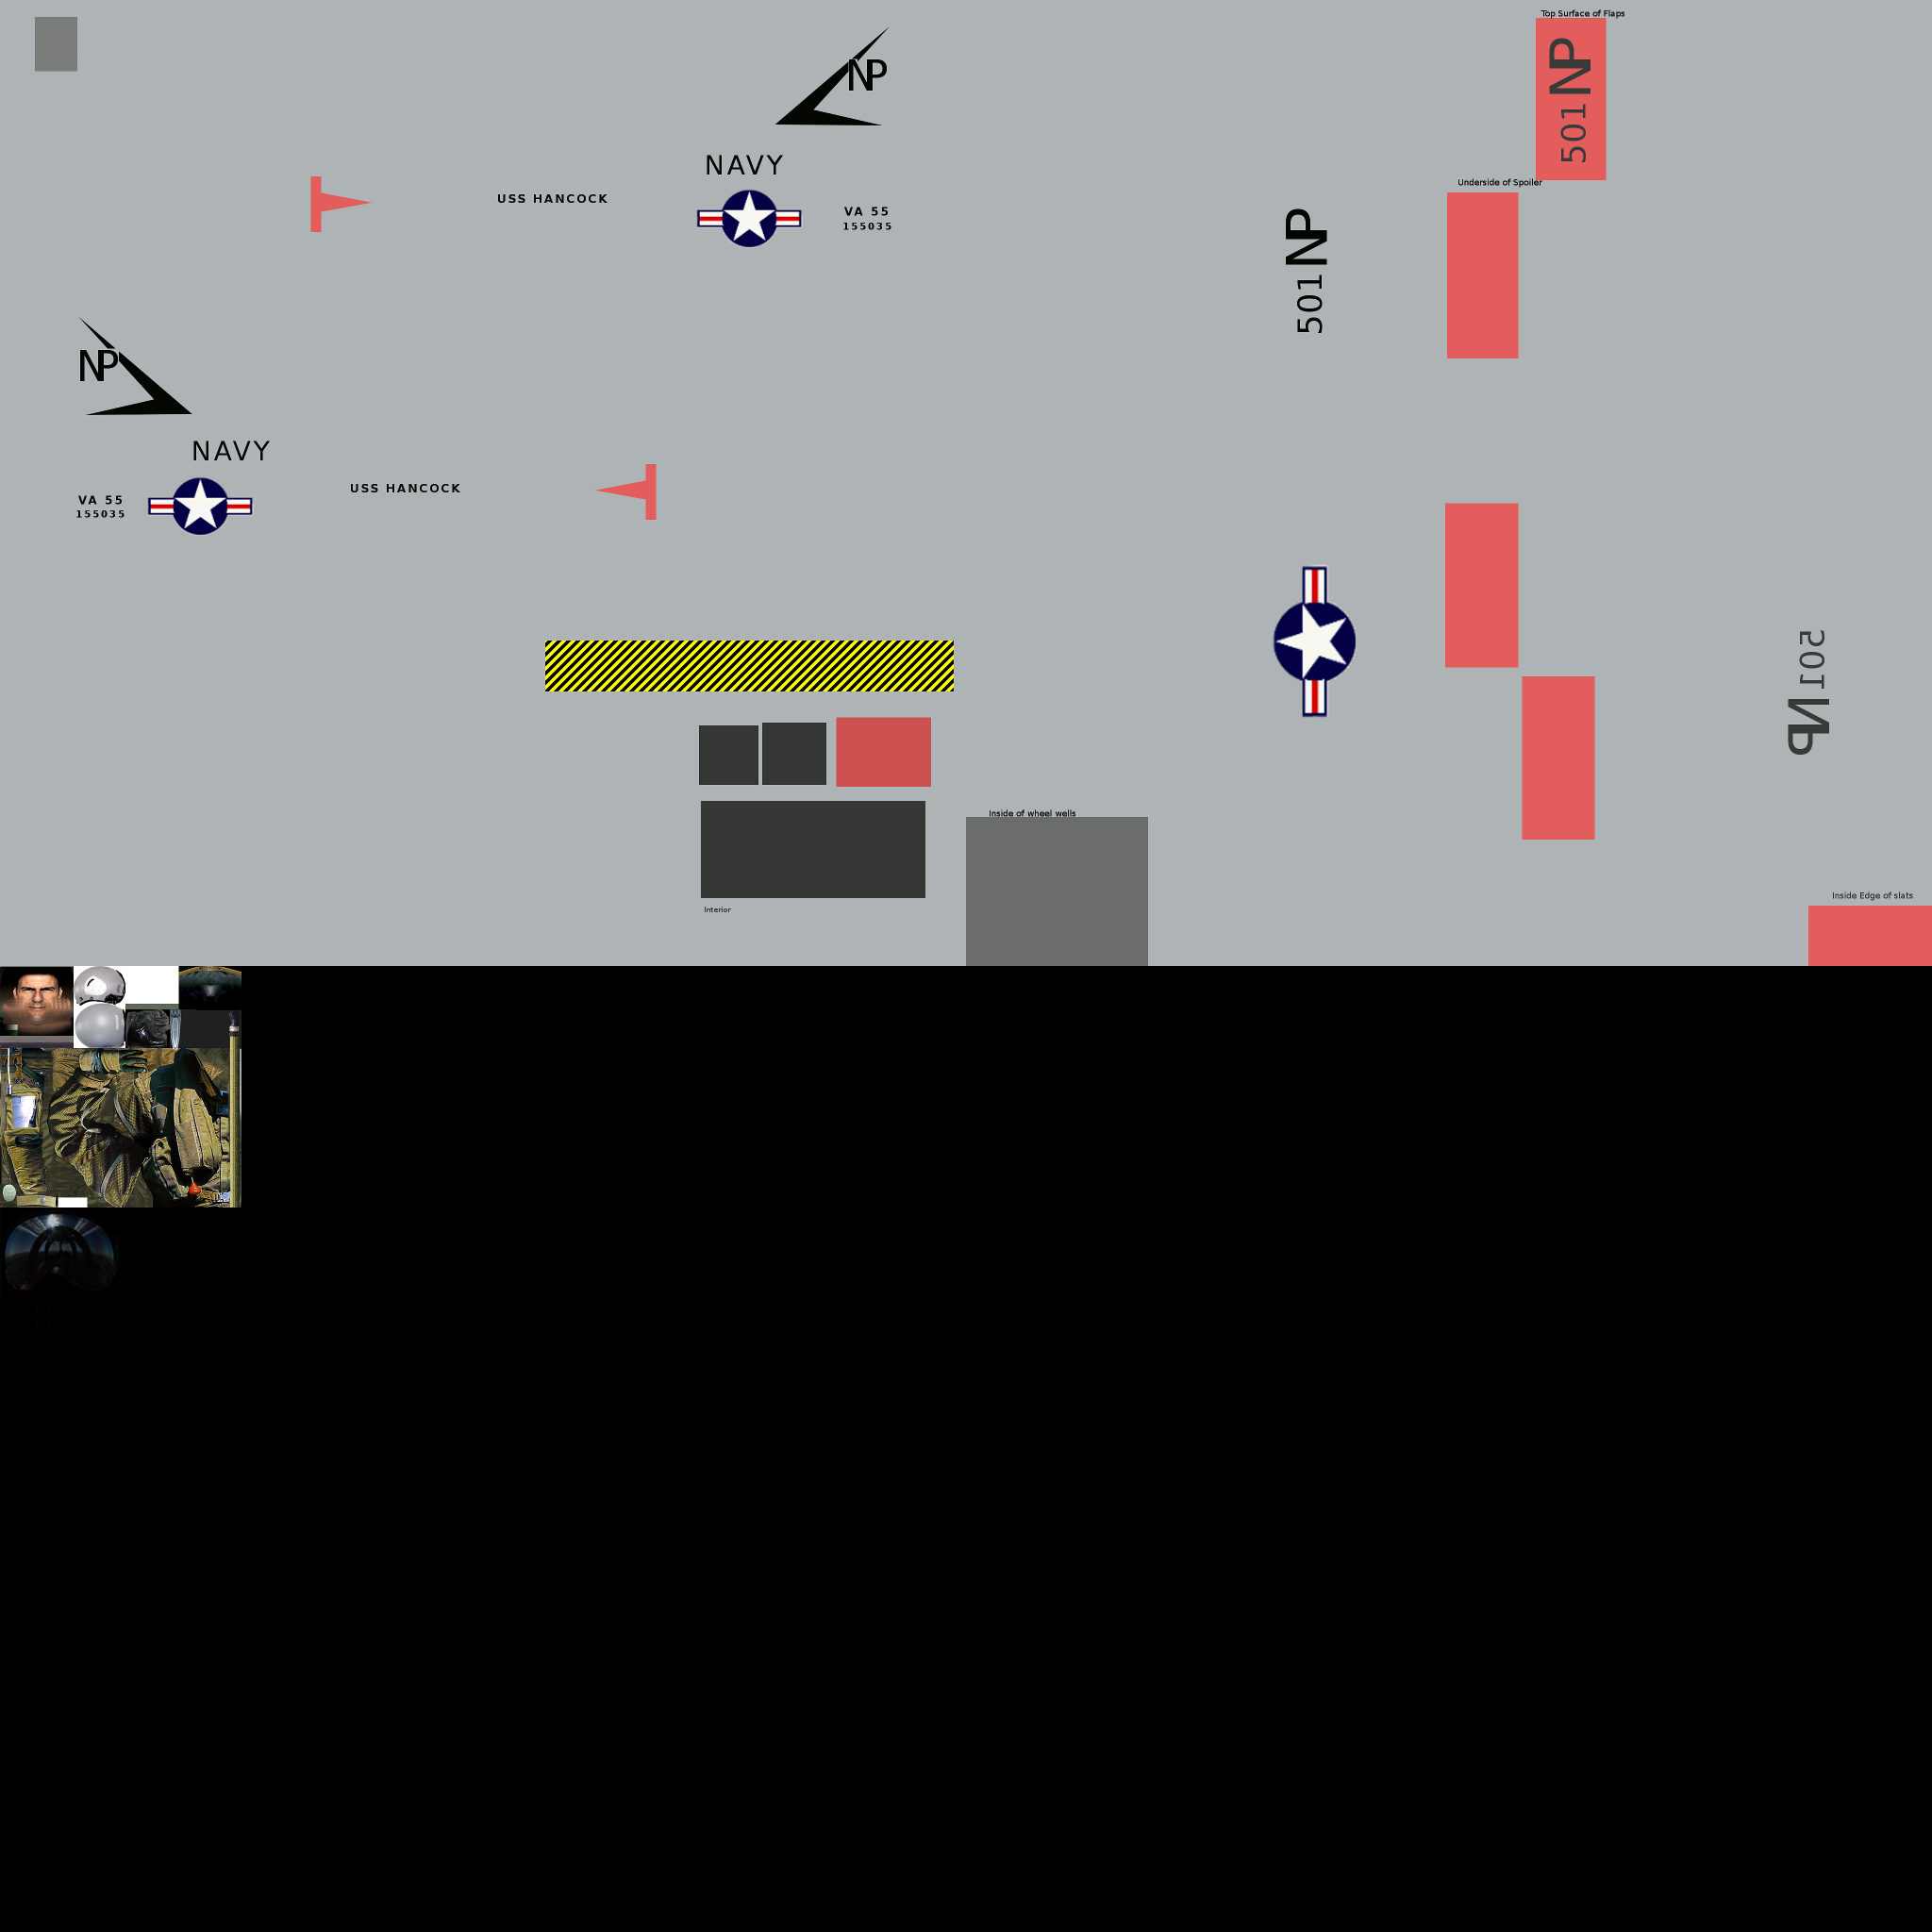 Top Surface of Flaps
NP
501 NP
NAVY
Underside of Spoiler
USS HANCOCK
VA 55
155035
501 NP
NP
NAVY
USS HANCOCK
VA 55
155035
501 NP
Inside of wheel wells
Inside Edge of slats
Interior